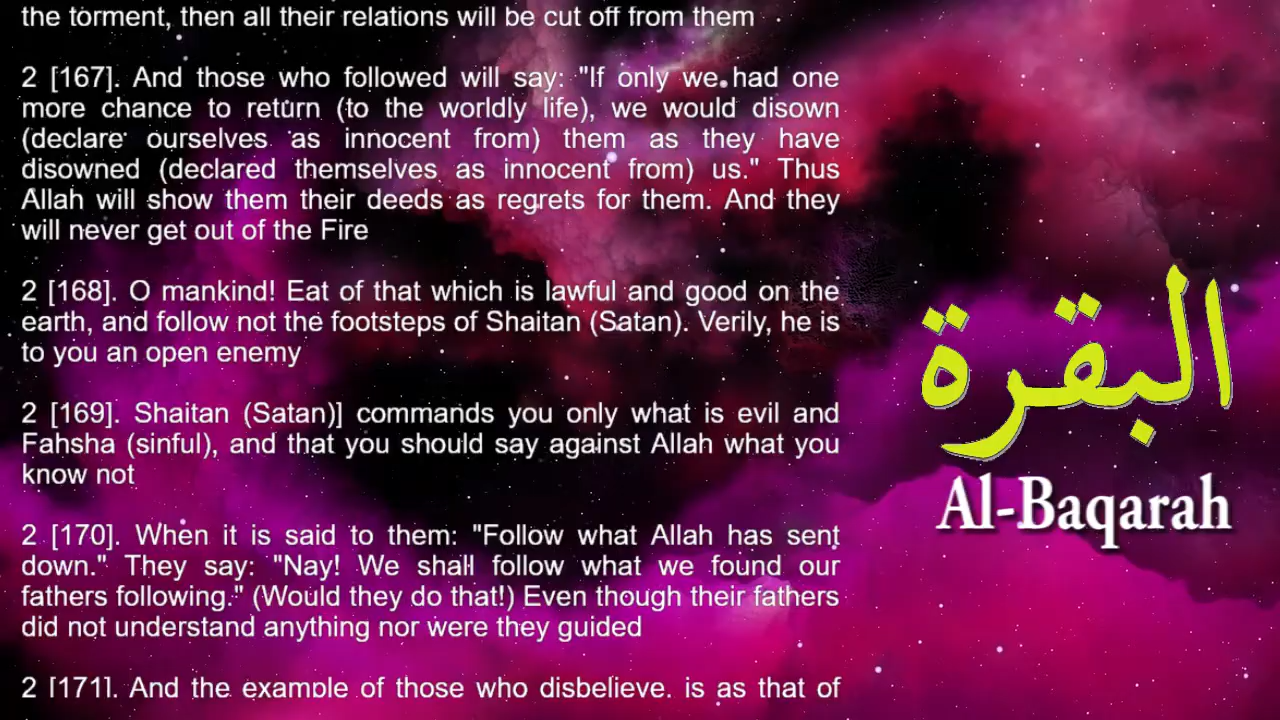 the torment, then all their relations will be cut off from them
2 [167]. And those who followed will say: "If only we had one
more chance to return (to the worldly life), we would disown
(declare ourselves as innocent from) them as they have
disowned (declared themselves as innocent from) us." Thus
Allah will show them their deeds as regrets for them. And they
will never get out of the Fire
2 [168]. O mankind! Eat of that which is lawful and good on the
earth, and follow not the footsteps of Shaitan (Satan). Verily, he is
to you an open enemy
2 [169]. Shaitan (Satan)] commands you only what is evil and
Fahsha (sinful), and that you should say against Allah what you
know not
2 [170]. When it is said to them: "Follow what Allah has sent
down." They say: "Nay! We shall follow what we found our
fathers following." (Would they do that!) Even though their fathers
did not understand anything nor were they guided
2 [171]. And the example of those who disbelieve, is as that of
البقرة
Al-Baqarah